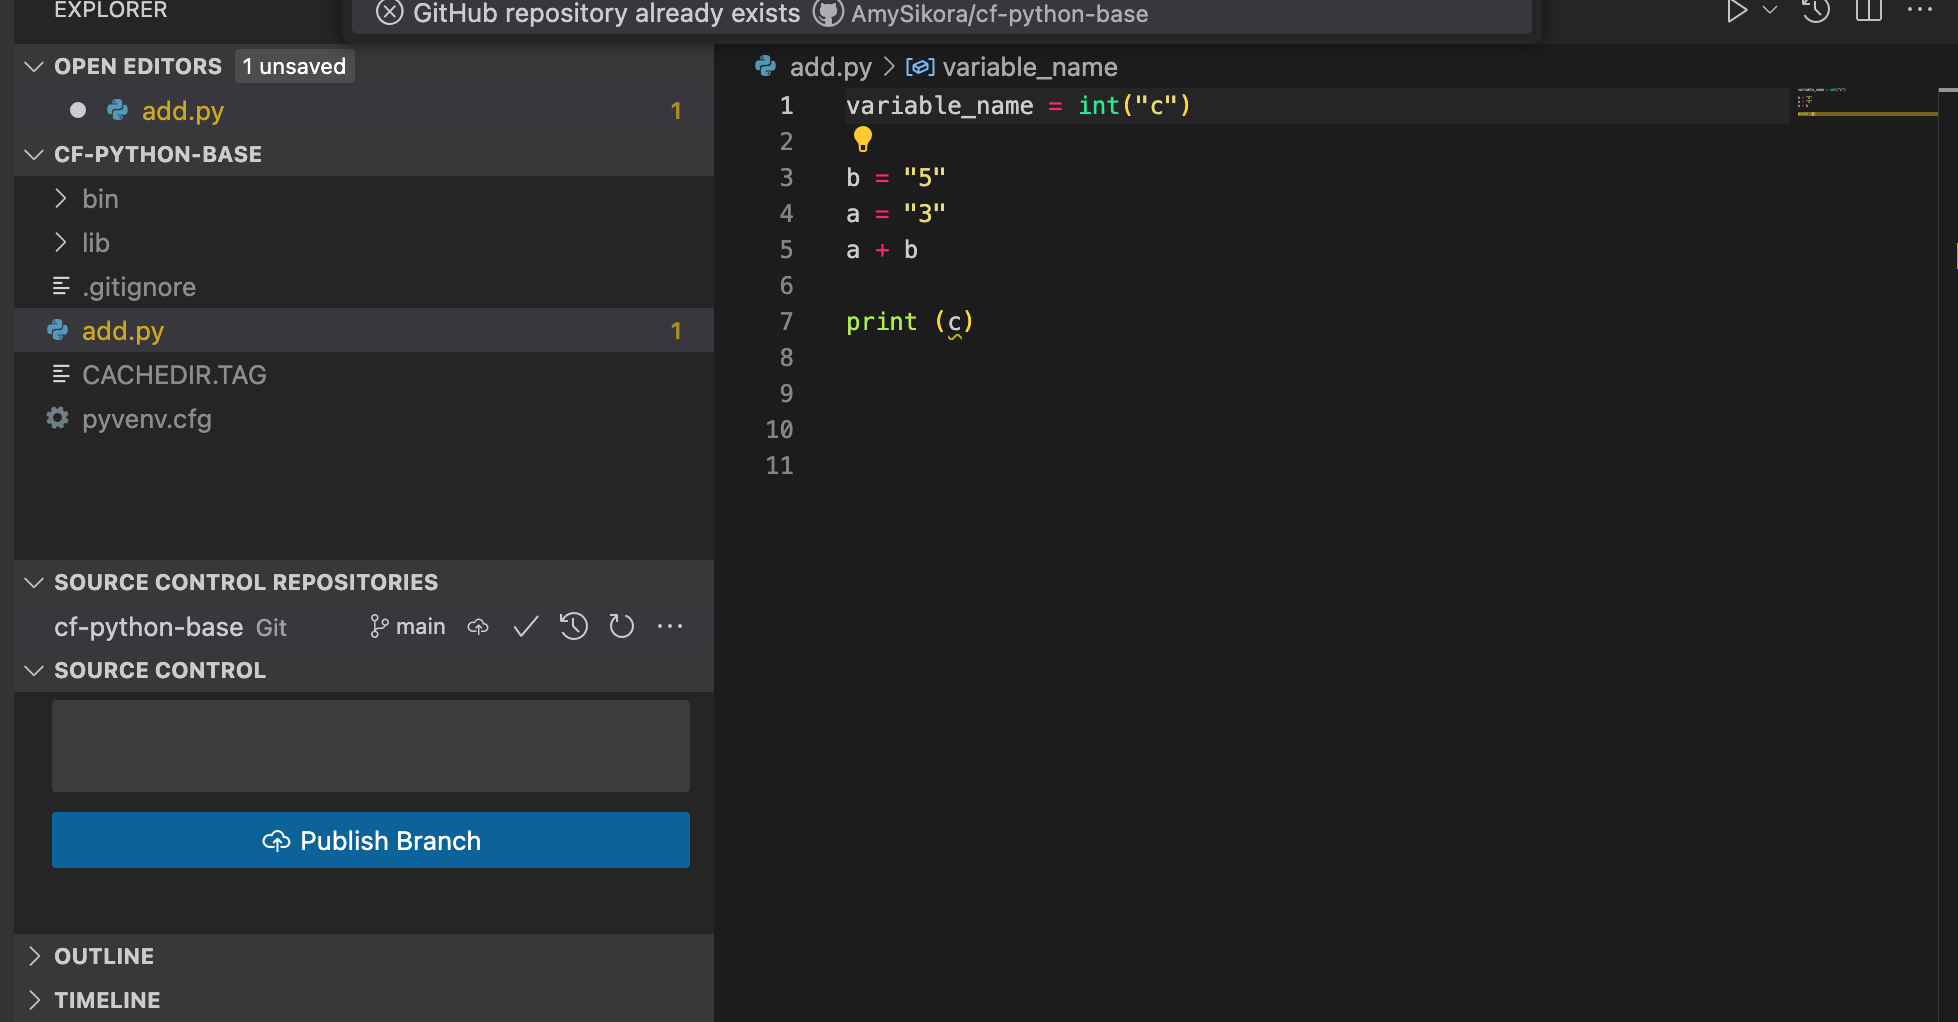 EXPLORER
GitHub repository already exists AmySikora/cf-python-base
OPEN EDITORS 1 unsaved
add.py 1
CF-PYTHON-BASE
bin
lib
.gitignore
add.py 1
CACHEDIR.TAG
pyvenv.cfg
SOURCE CONTROL REPOSITORIES
cf-python-base Git main
SOURCE CONTROL
Publish Branch
OUTLINE
TIMELINE
add.py > variable_name
1 variable_name = int("c")
2
3 b = "5"
4 a = "3"
5 a + b
6
7 print (c)
8
9
10
11